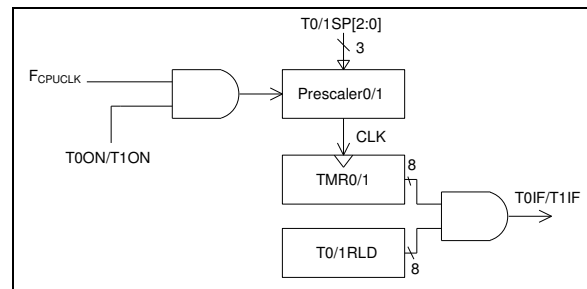 T0/1SP[2:0]
3
FCPUCLK
Prescaler0/1
T0ON/T1ON
CLK
TMR0/1
8
T0IF/T1IF
T0/1RLD
8